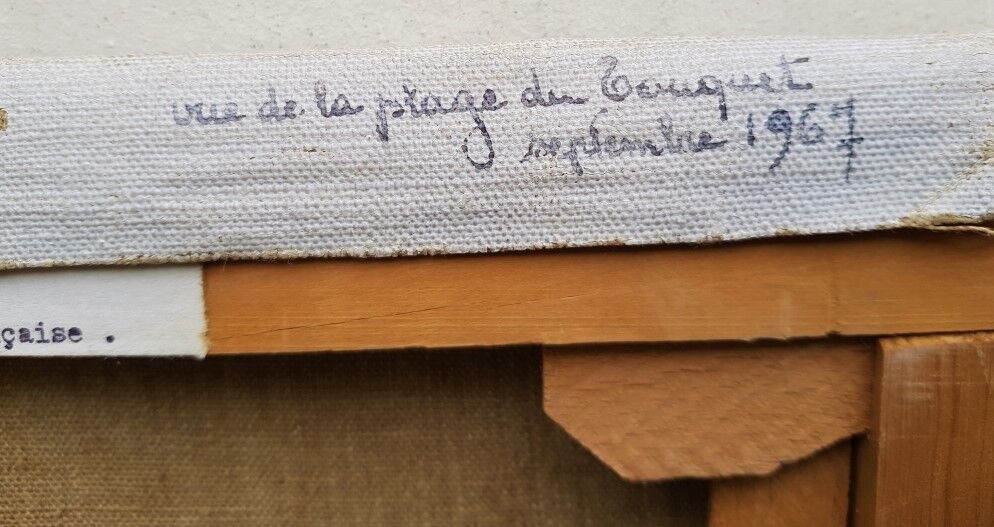 vue de la plage du Touquet
septembre 1967
çaise .